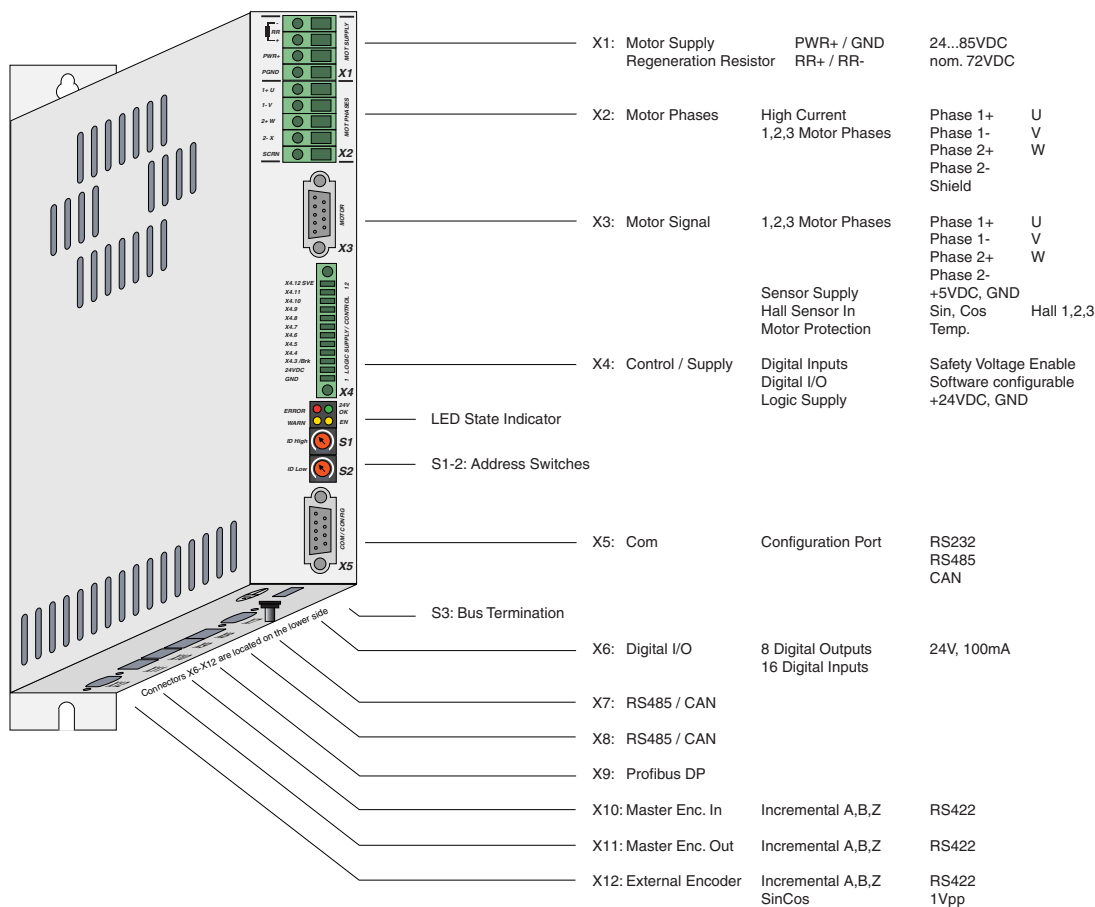 -
RR
+
PWR+
PGND
MOT SUPPLY
X1
1+ U
1- V
2+ W
2- X
SCRN
MOT PHASES
X2
MOTOR
X3
X4.12 SVE
X4.11
X4.10
X4.9
X4.8
X4.7
X4.6
X4.5
X4.4
X4.3 /Brk
24VDC
GND
1 LOGIC SUPPLY / CONTROL 12
X4
ERROR
WARN
24V
OK
EN
ID High
S1
ID Low
S2
COM / CONFIG
X5
Connectors X6-X12 are located on the lower side
X1: Motor Supply PWR+ / GND 24...85VDC
Regeneration Resistor RR+ / RR- nom. 72VDC
X2: Motor Phases High Current Phase 1+ U
1,2,3 Motor Phases Phase 1- V
Phase 2+ W
Phase 2-
Shield
X3: Motor Signal 1,2,3 Motor Phases Phase 1+ U
Phase 1- V
Phase 2+ W
Phase 2-
Sensor Supply +5VDC, GND
Hall Sensor In Sin, Cos Hall 1,2,3
Motor Protection Temp.
X4: Control / Supply Digital Inputs Safety Voltage Enable
Digital I/O Software configurable
Logic Supply +24VDC, GND
LED State Indicator
S1-2: Address Switches
X5: Com Configuration Port RS232
RS485
CAN
S3: Bus Termination
X6: Digital I/O 8 Digital Outputs 24V, 100mA
16 Digital Inputs
X7: RS485 / CAN
X8: RS485 / CAN
X9: Profibus DP
X10: Master Enc. In Incremental A,B,Z RS422
X11: Master Enc. Out Incremental A,B,Z RS422
X12: External Encoder Incremental A,B,Z RS422
SinCos 1Vpp